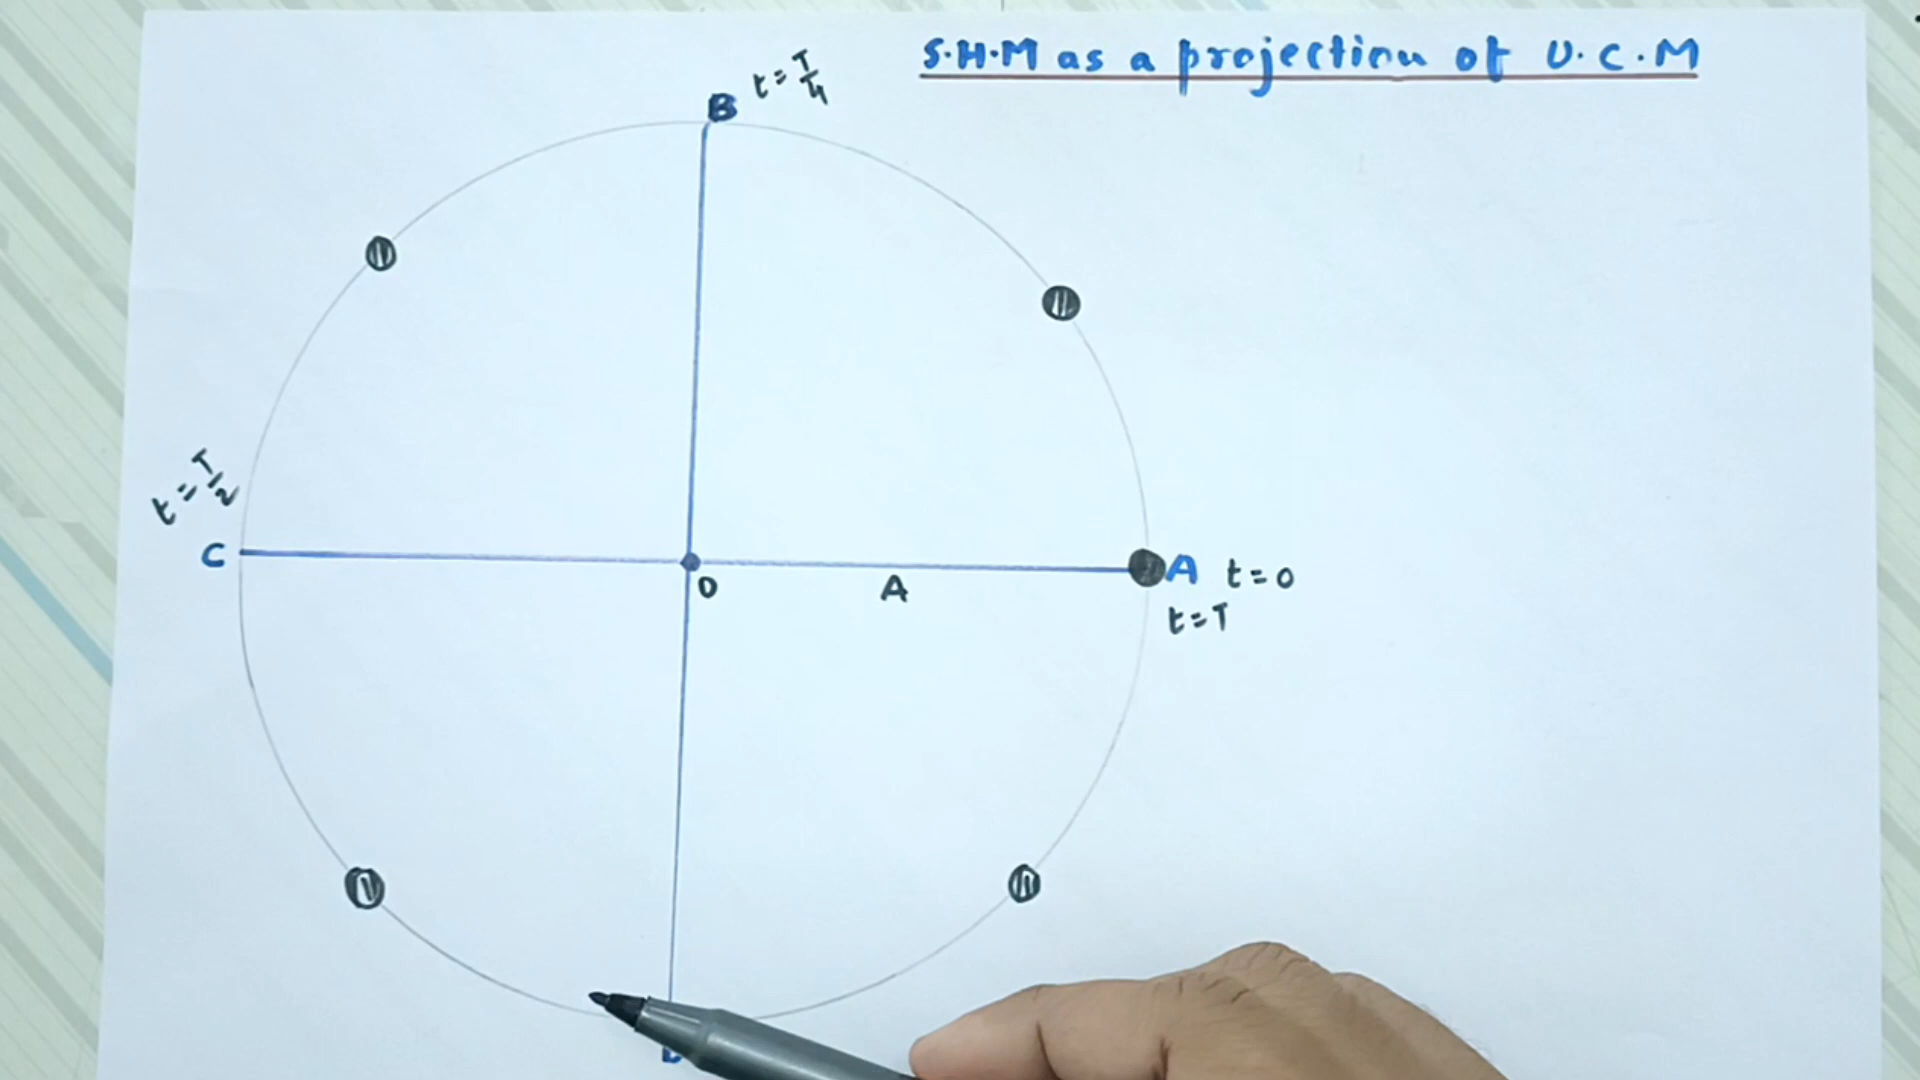 S.H.M as a projection of U.C.M
B t = T/4
t = T/2
C
O
A
A t = 0
t = T